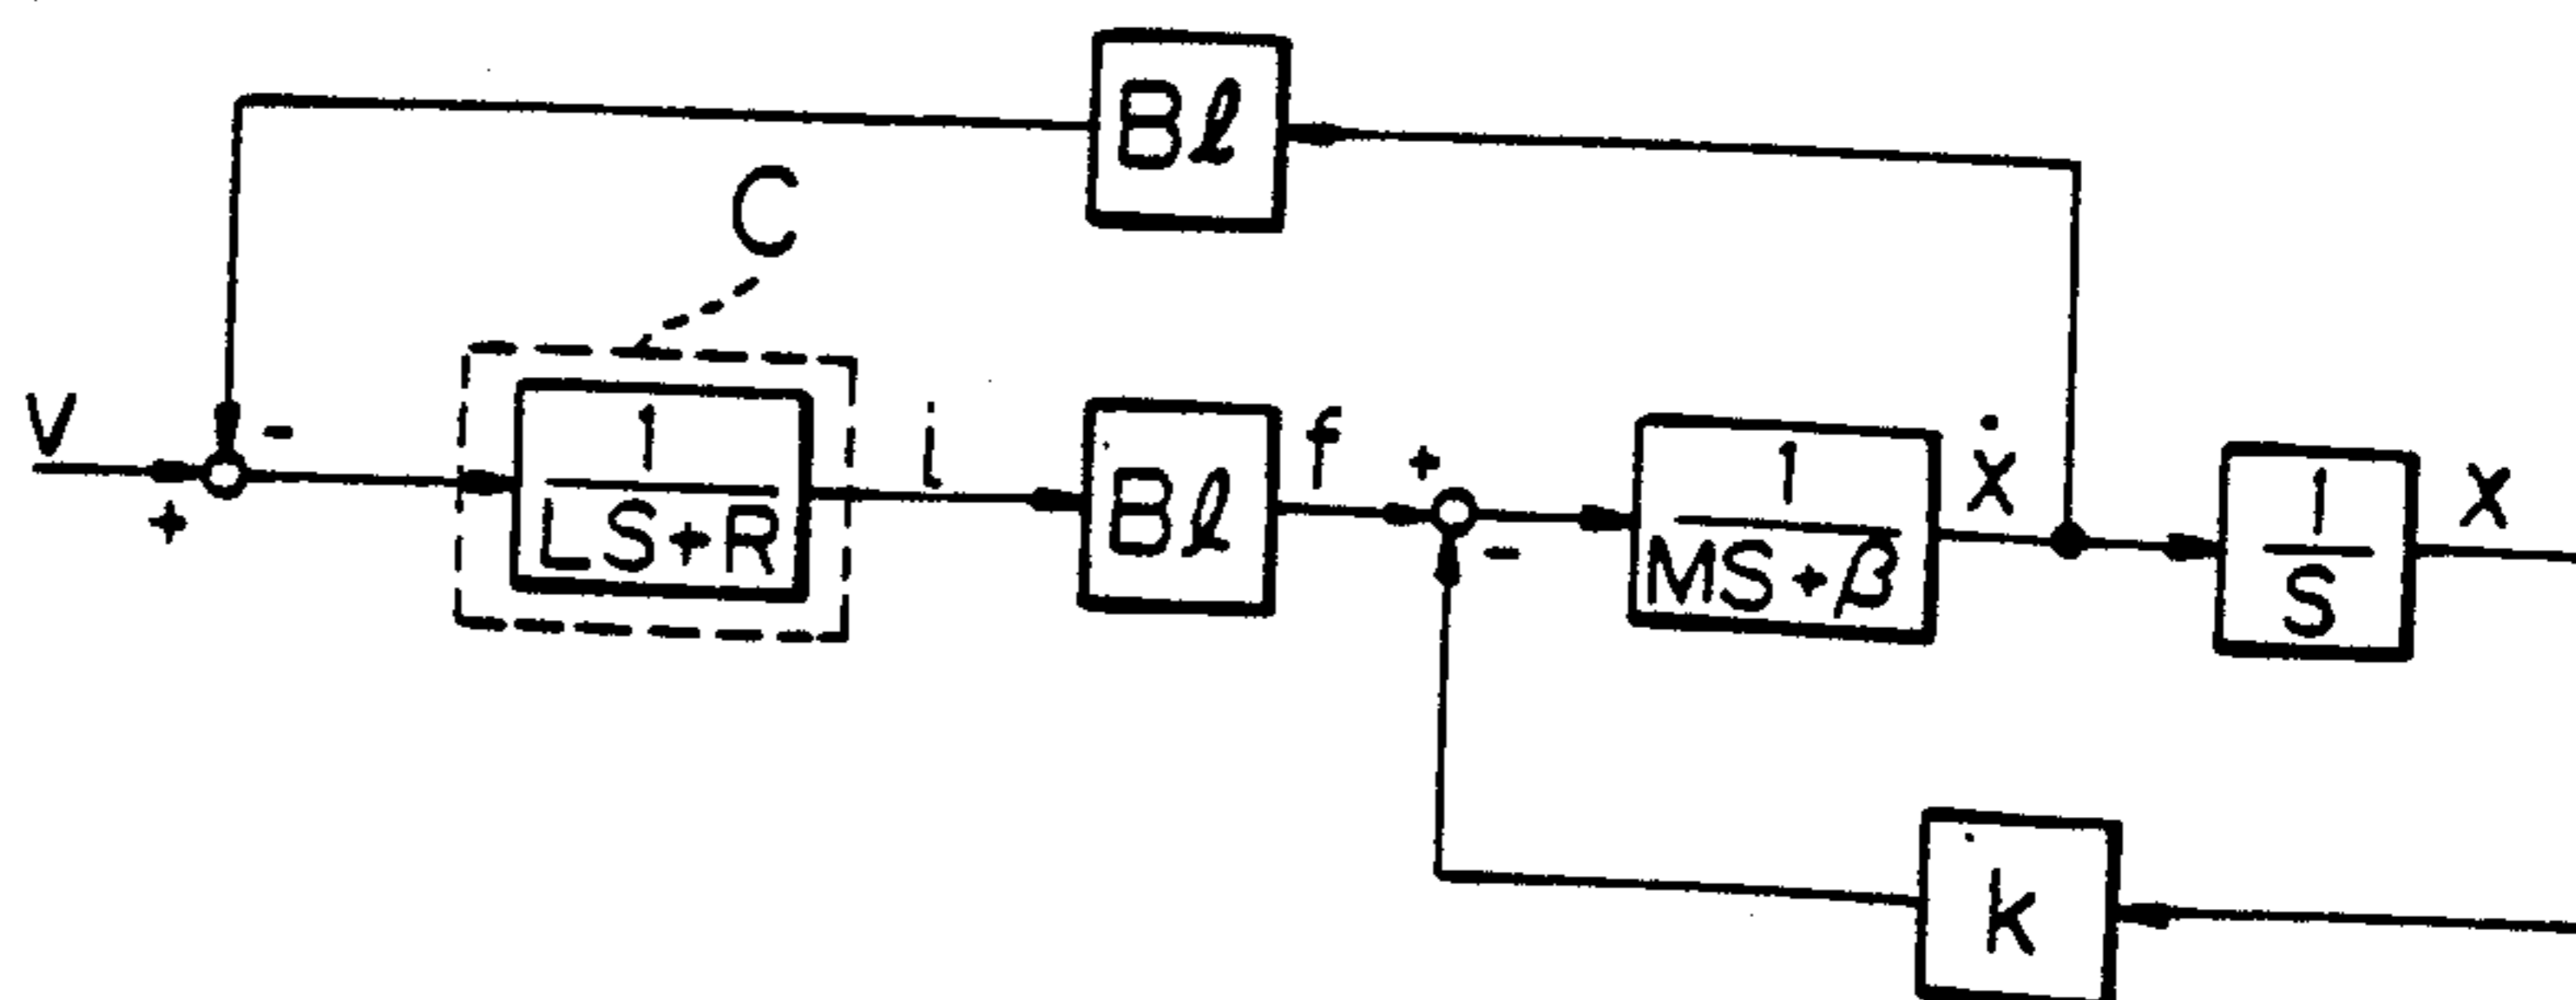 Bℓ
C
V
-
+
1
LS+R
i
Bℓ
f
+
-
1
MS+β
ẋ
1
S
x
k